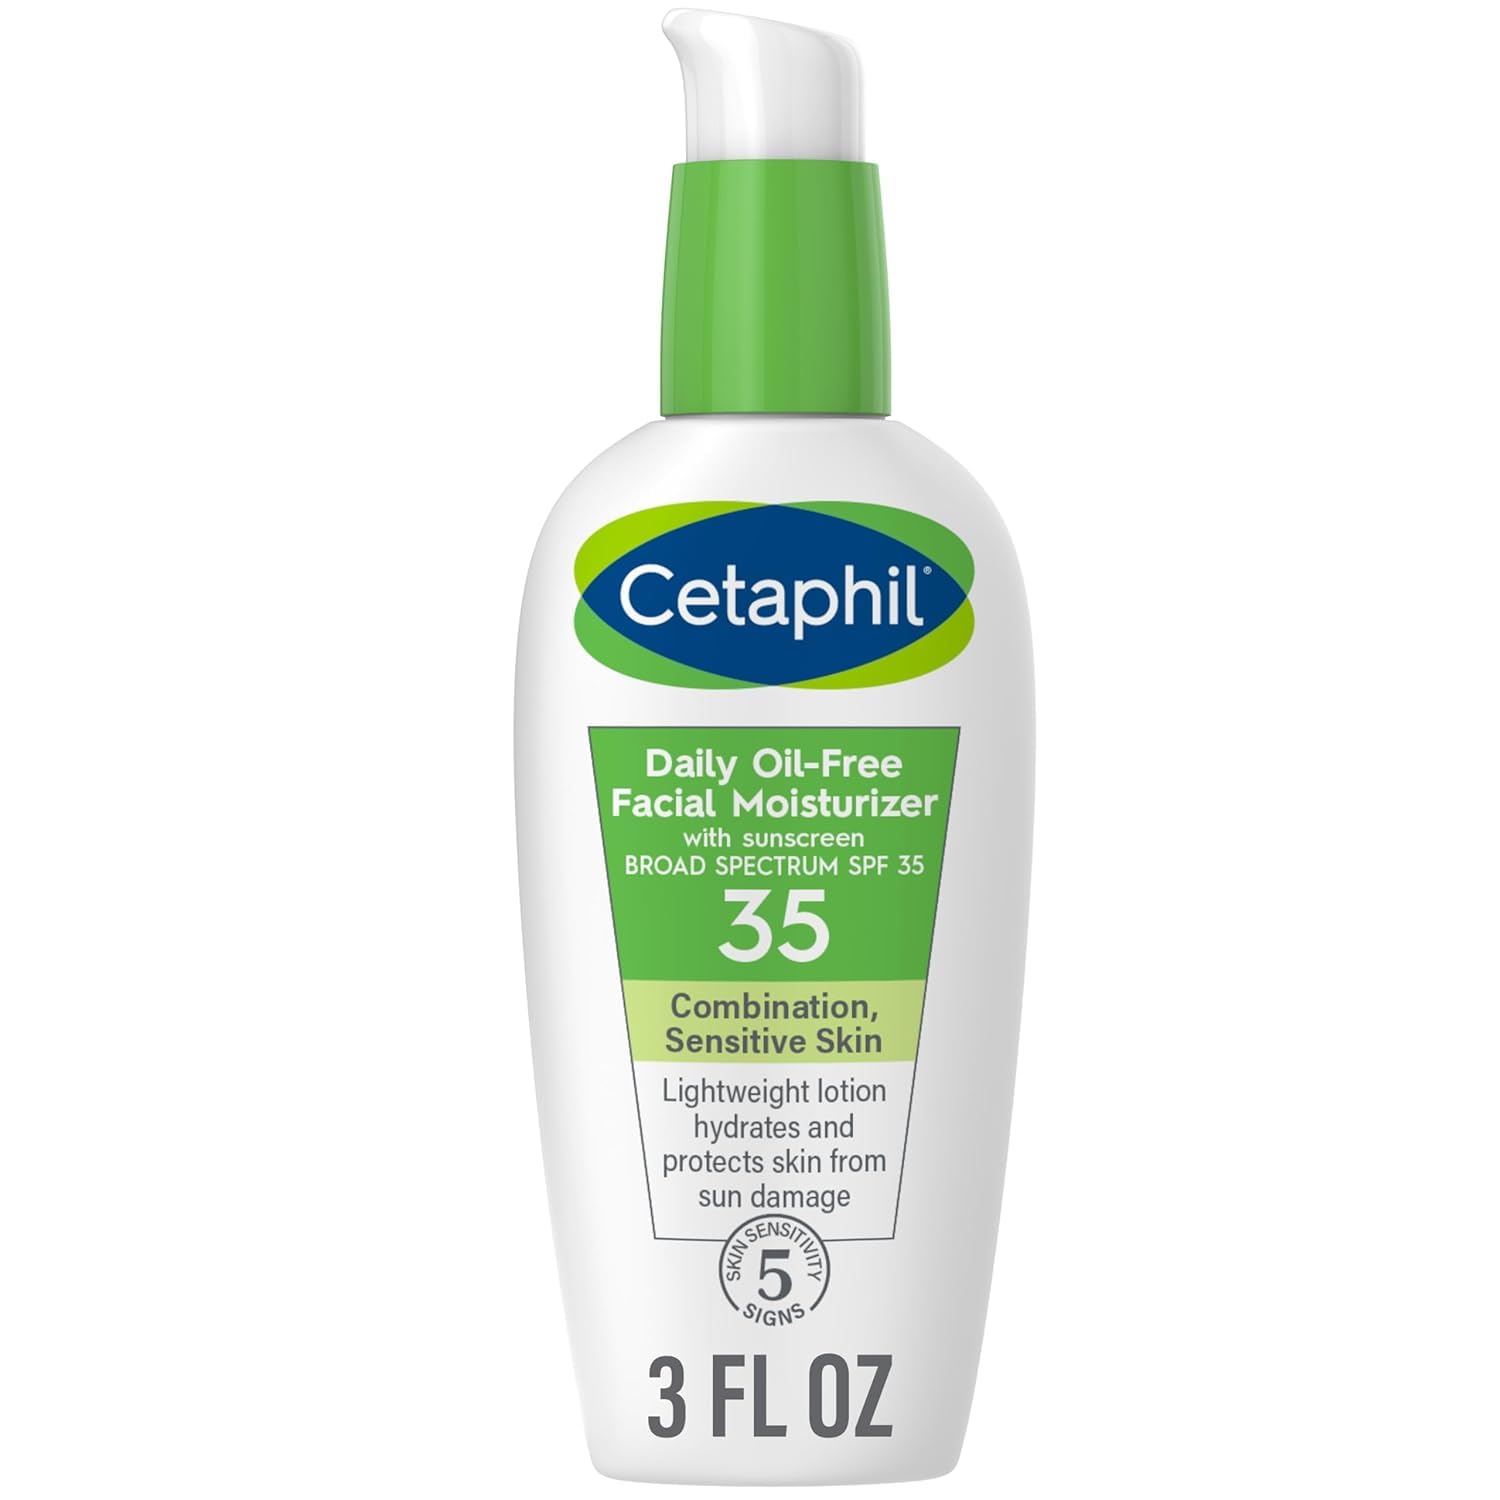 Cetaphil®
Daily Oil-Free
Facial Moisturizer
with sunscreen
BROAD SPECTRUM SPF 35
35
Combination,
Sensitive Skin
Lightweight lotion
hydrates and
protects skin from
sun damage
SKIN SENSITIVITY
5
SIGNS
3 FL OZ